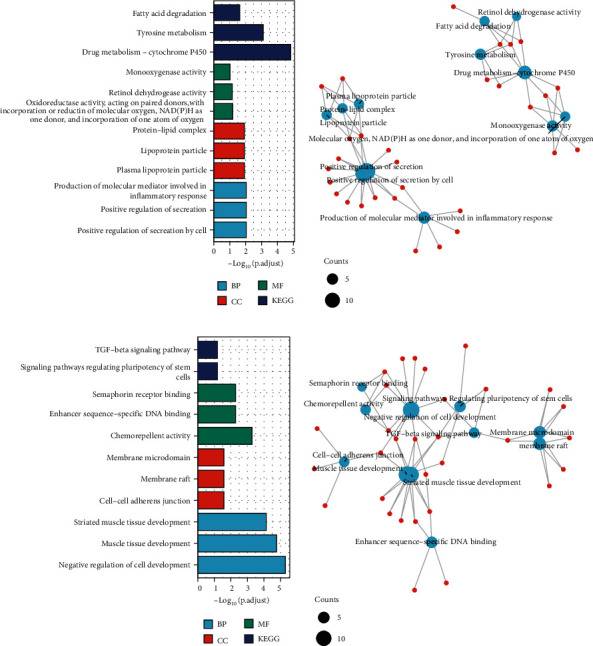 Fatty acid degradation
Tyrosine metabolism
Drug metabolism – cytochrome P450
Monooxygenase activity
Retinol dehydrogease activity
Oxidoreductase activity, acting on paired donors,with
incorporation or reductin of molecular oxygen, NAD(P)H as
one donor, and incorporation of one atom of oxygen
Protein–lipid complex
Lipoprotein particle
Plasma lipoprotein particle
Production of molecular mediator involved in
inflammatory response
Positive regulation of secretion
Positive regulation of secreation by cell
0 1 2 3 4 5
–Log10 (p.adjust)
BP MF
CC KEGG
Retinol dehydrogenase activity
Fatty acid degradation
Tyrosine metabolism
Drug metabolism–cytochrome P450
Plasma lipoprotein particle
Protein–lipid complex
Lipoprotein particle
Monooxygenase activity
Molecular oxygen, NAD(P)H as one donor, and incorporation of one atom of oxygen
Positive regulation of secretion
Positive regulation of secretion by cell
Production of molecular mediator involved in inflammatory response
Counts
5
10
TGF–beta signaling pathway
Signaling pathways regulating pluripotency of stem
cells
Semaphorin receptor binding
Enhancer sequence–specific DNA binding
Chemorepellent activity
Membrane microdomain
Membrane raft
Cell–cell adherens junction
Striated muscle tissue development
Muscle tissue development
Negative regulation of cell development
0 1 2 3 4 5
–Log10 (p.adjust)
BP MF
CC KEGG
Semaphorin receptor binding
Signaling pathways Regulating pluripotency of stem cells
Chemorepellent activity
Negative regulation of cell development
TGF–beta signaling pathway
Membrane microdomain
membrane raft
Cell–cell adherens junction
Muscle tissue development
Striated muscle tissue development
Enhancer sequence–specific DNA binding
Counts
5
10